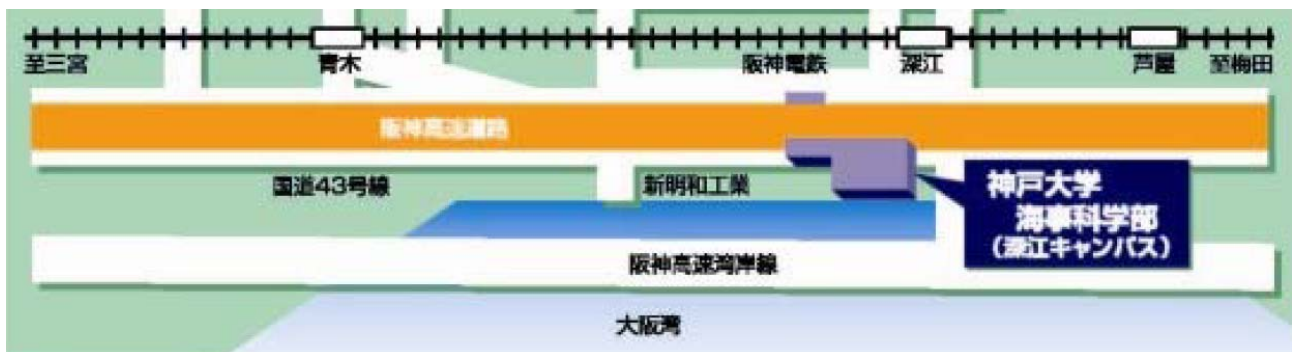 至三宮
青木
阪神電鉄
深江
芦屋
至梅田
阪神高速道路
国道43号線
新明和工業
神戸大学
海事科学部
(深江キャンパス)
阪神高速湾岸線
大阪湾